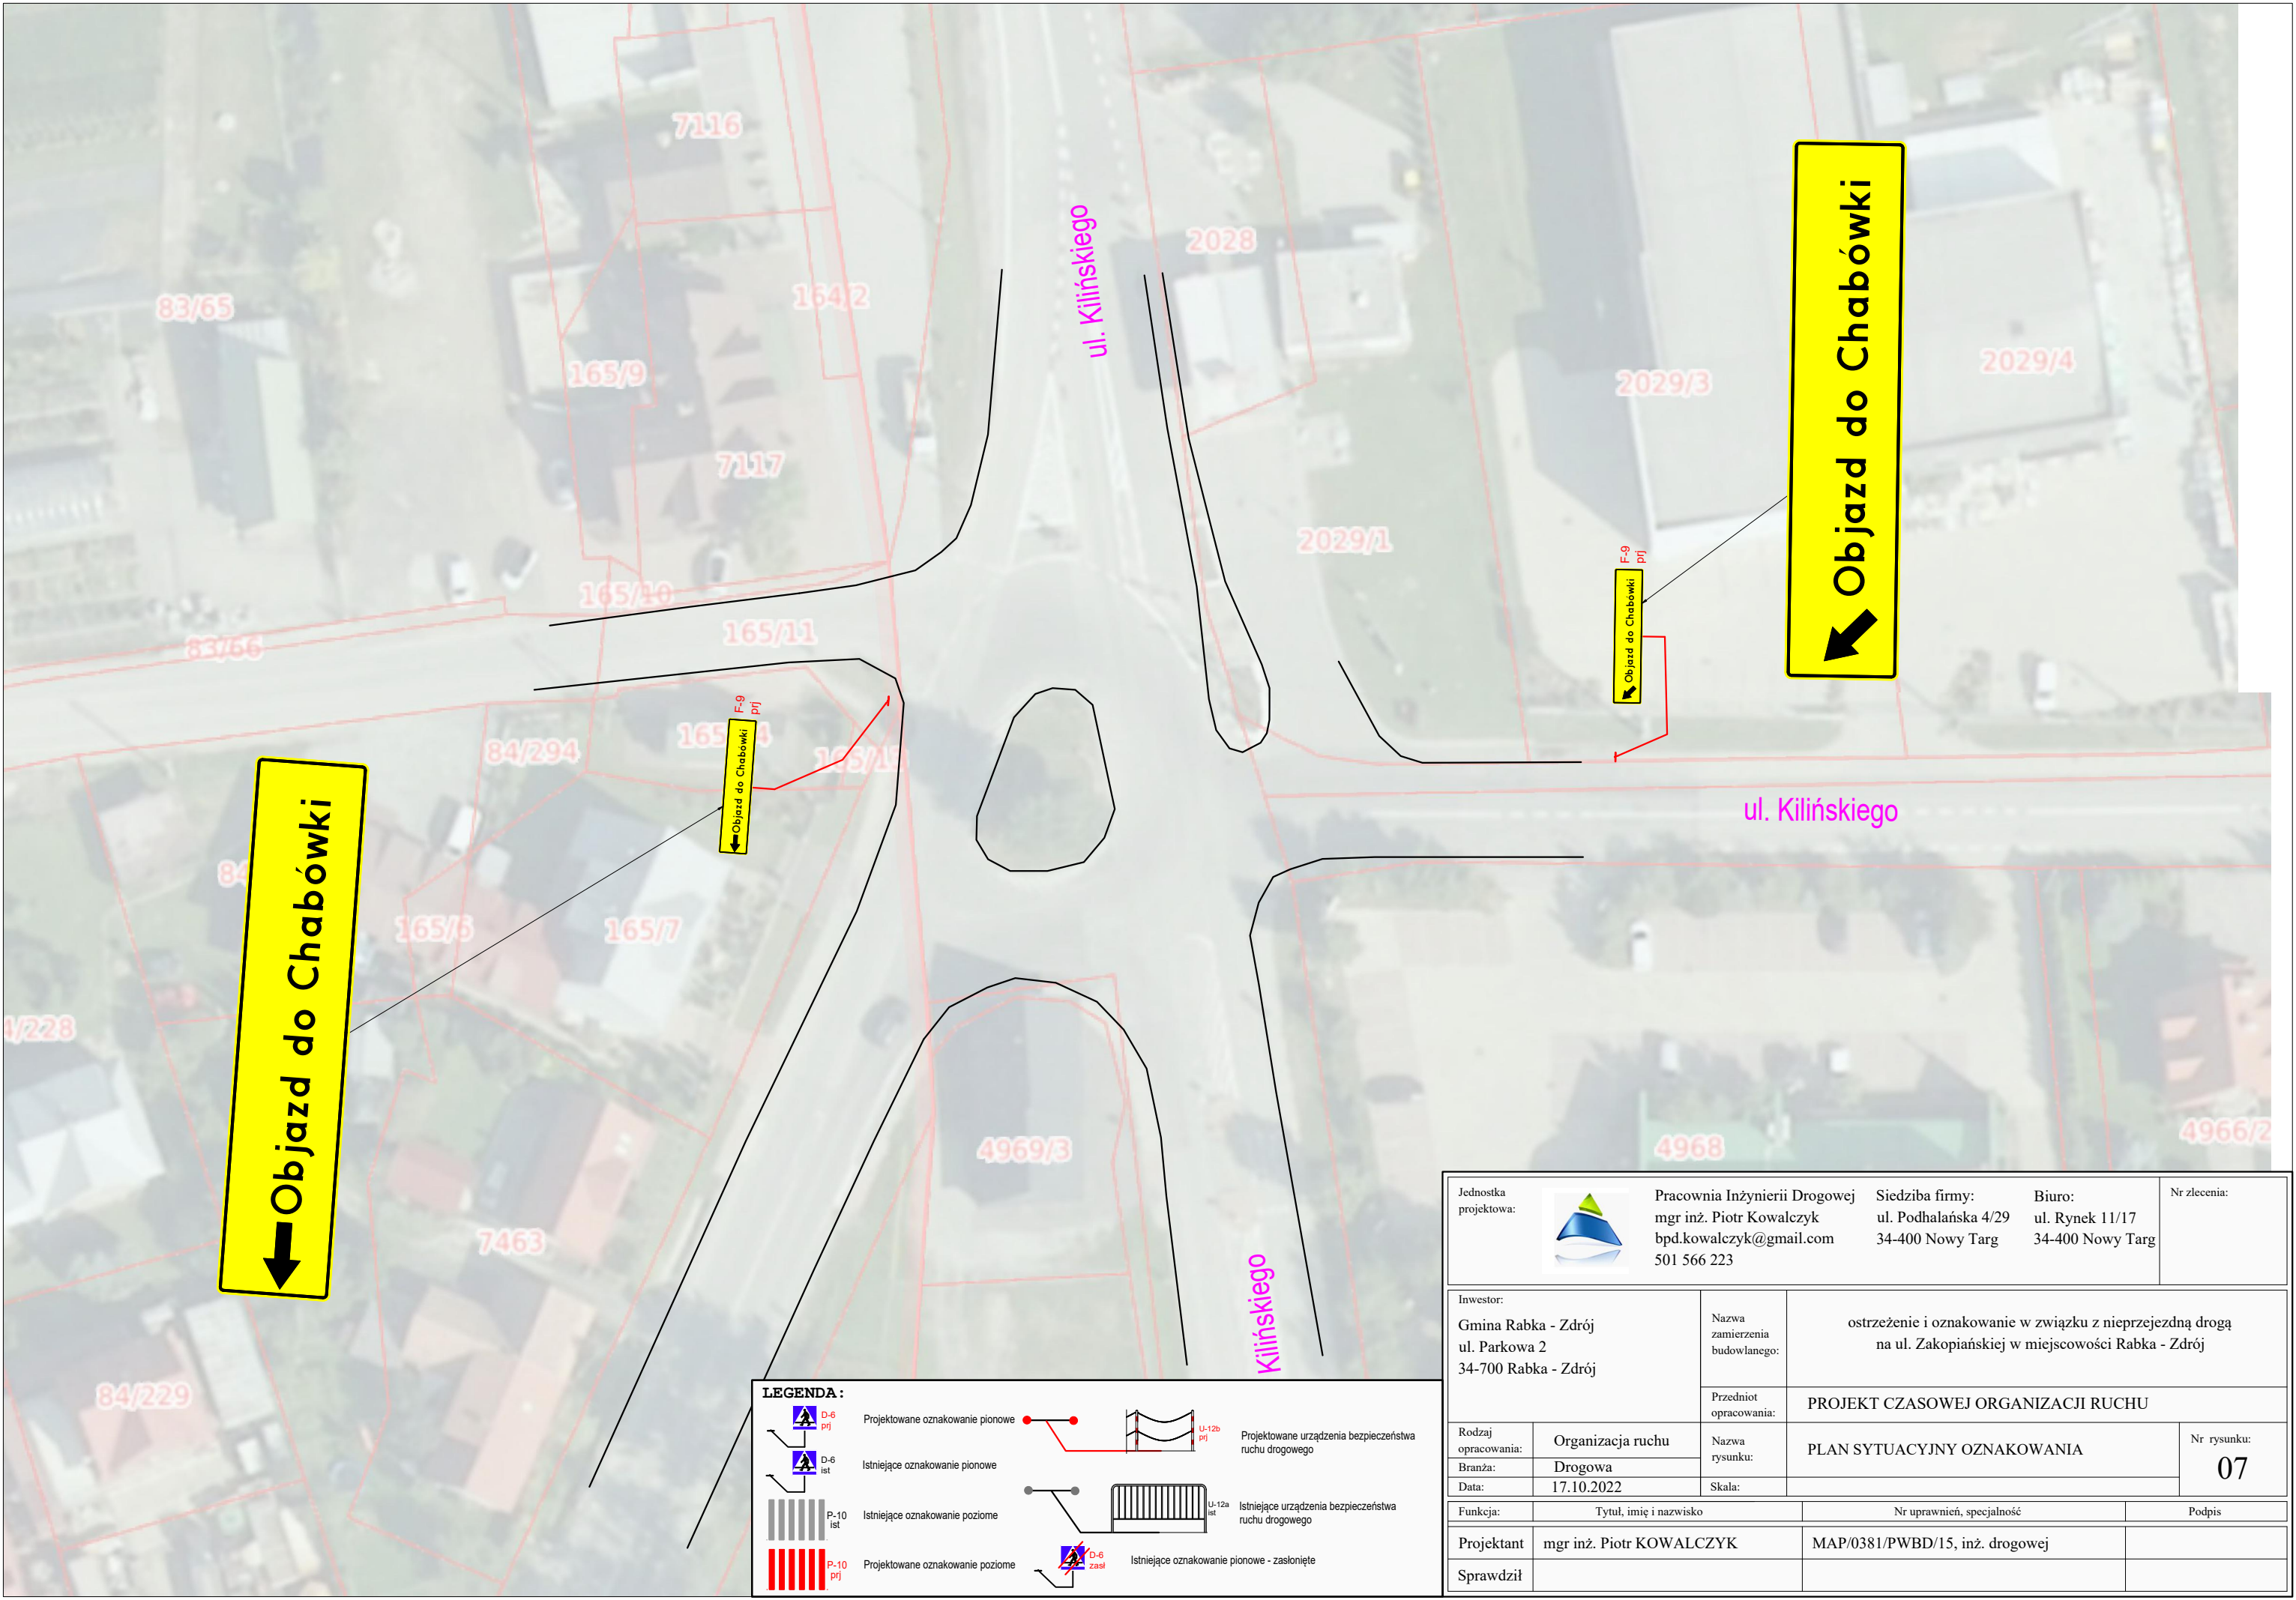 7116
83/65
164/2
2028
165/9
7117
2029/3
2029/4
2029/1
165/10
165/11
83/66
84/294
165/6
165/7
4/228
7463
84/229
4969/3
4968
4966/2
ul. Kilińskiego
ul. Kilińskiego
Kilińskiego
Objazd do Chabówki
F-9
prj
Objazd do Chabówki
Objazd do Chabówki
F-9
prj
Objazd do Chabówki
LEGENDA:
D-6
prj
Projektowane oznakowanie pionowe
D-6
ist
Istniejące oznakowanie pionowe
P-10
ist
Istniejące oznakowanie poziome
P-10
prj
Projektowane oznakowanie poziome
U-12b
prj
Projektowane urządzenia bezpieczeństwa
ruchu drogowego
U-12a
ist
Istniejące urządzenia bezpieczeństwa
ruchu drogowego
D-6
zasł
Istniejące oznakowanie pionowe - zasłonięte
Jednostka
projektowa:
Pracownia Inżynierii Drogowej
mgr inż. Piotr Kowalczyk
bpd.kowalczyk@gmail.com
501 566 223
Siedziba firmy:
ul. Podhalańska 4/29
34-400 Nowy Targ
Biuro:
ul. Rynek 11/17
34-400 Nowy Targ
Nr zlecenia:
Inwestor:
Gmina Rabka - Zdrój
ul. Parkowa 2
34-700 Rabka - Zdrój
Nazwa
zamierzenia
budowlanego:
ostrzeżenie i oznakowanie w związku z nieprzejezdną drogą
na ul. Zakopiańskiej w miejscowości Rabka - Zdrój
Przedniot
opracowania:
PROJEKT CZASOWEJ ORGANIZACJI RUCHU
Rodzaj
opracowania:
Organizacja ruchu
Nazwa
rysunku:
PLAN SYTUACYJNY OZNAKOWANIA
Nr rysunku:
07
Branża:
Drogowa
Data:
17.10.2022
Skala:
Funkcja:
Tytuł, imię i nazwisko
Nr uprawnień, specjalność
Podpis
Projektant
mgr inż. Piotr KOWALCZYK
MAP/0381/PWBD/15, inż. drogowej
Sprawdził